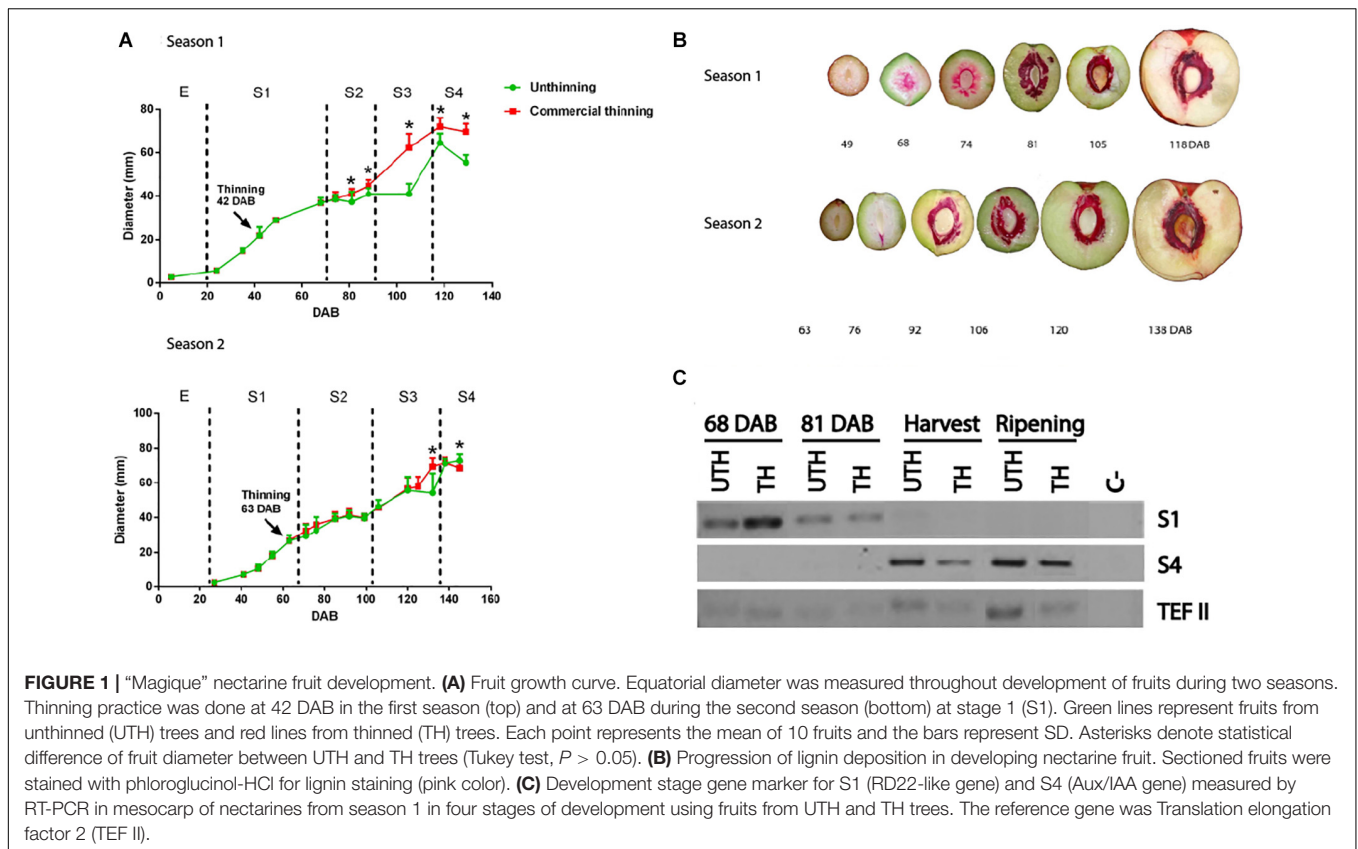 A
Season 1
E S1 S2 S3 S4
Unthinning
Commercial thinning
80
60
40
20
0
Diameter (mm)
Thinning
42 DAB
* * * * *
0 20 40 60 80 100 120 140
DAB
Season 2
E S1 S2 S3 S4
100
80
60
40
20
0
Diameter (mm)
Thinning
63 DAB
* *
0 20 40 60 80 100 120 140 160
DAB
B
Season 1
49 68 74 81 105 118 DAB
Season 2
63 76 92 106 120 138 DAB
C
68 DAB 81 DAB Harvest Ripening
UTH TH UTH TH UTH TH UTH TH C-
S1
S4
TEF II
FIGURE 1 | “Magique” nectarine fruit development. (A) Fruit growth curve. Equatorial diameter was measured throughout development of fruits during two seasons.
Thinning practice was done at 42 DAB in the first season (top) and at 63 DAB during the second season (bottom) at stage 1 (S1). Green lines represent fruits from
unthinned (UTH) trees and red lines from thinned (TH) trees. Each point represents the mean of 10 fruits and the bars represent SD. Asterisks denote statistical
difference of fruit diameter between UTH and TH trees (Tukey test, P > 0.05). (B) Progression of lignin deposition in developing nectarine fruit. Sectioned fruits were
stained with phloroglucinol-HCl for lignin staining (pink color). (C) Development stage gene marker for S1 (RD22-like gene) and S4 (Aux/IAA gene) measured by
RT-PCR in mesocarp of nectarines from season 1 in four stages of development using fruits from UTH and TH trees. The reference gene was Translation elongation
factor 2 (TEF II).